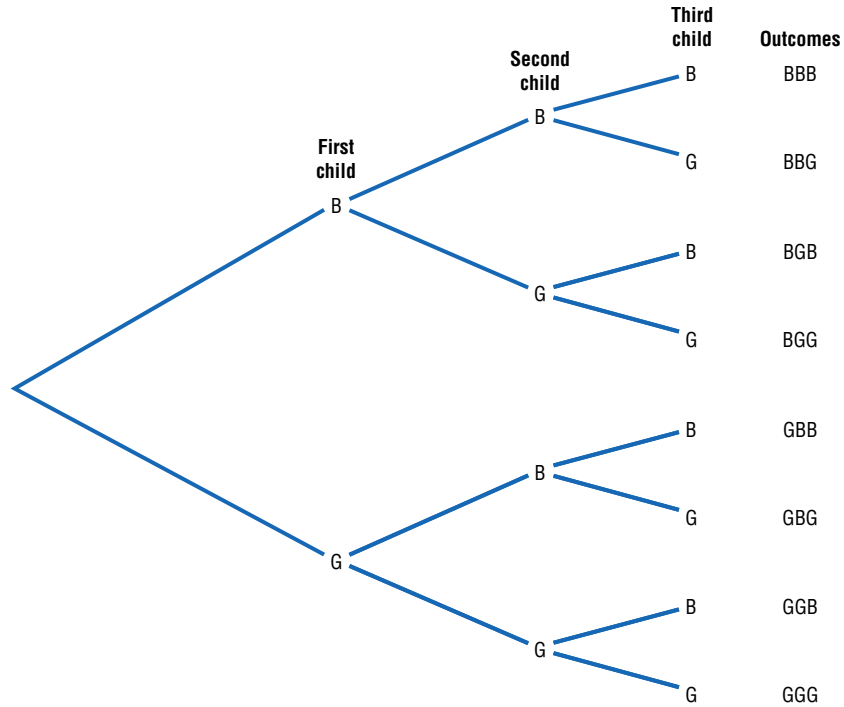 Third
child
Outcomes
Second
child
First
child
B BBB
B
G BBG
B
B BGB
G
G BGG
B GBB
B
G GBG
G
B GGB
G
G GGG